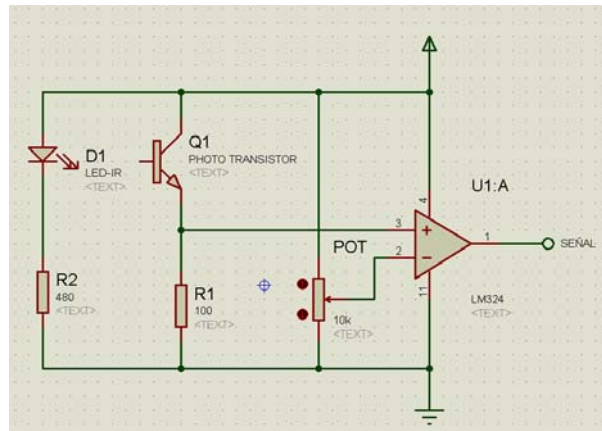 D1
LED-IR
<TEXT>
Q1
PHOTO TRANSISTOR
<TEXT>
U1:A
4
3
2
1
11
SEÑAL
LM324
<TEXT>
POT
10k
<TEXT>
R2
480
<TEXT>
R1
100
<TEXT>